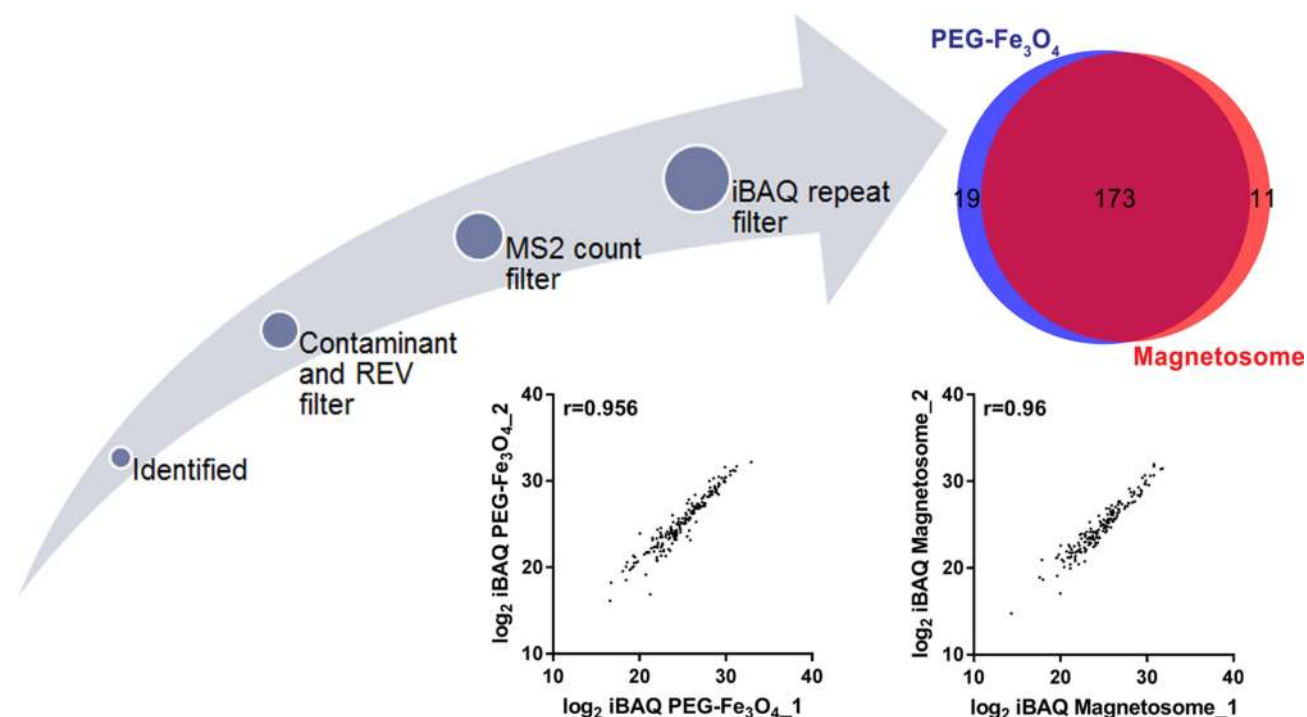 PEG-Fe₃O₄
19
173
11
Magnetosome
iBAQ repeat
filter
MS2 count
filter
Contaminant
and REV
filter
Identified
r=0.956
40
30
20
10
10 20 30 40
log₂ iBAQ PEG-Fe₃O₄_2
log₂ iBAQ PEG-Fe₃O₄_1
r=0.96
40
30
20
10
10 20 30 40
log₂ iBAQ Magnetosome_2
log₂ iBAQ Magnetosome_1